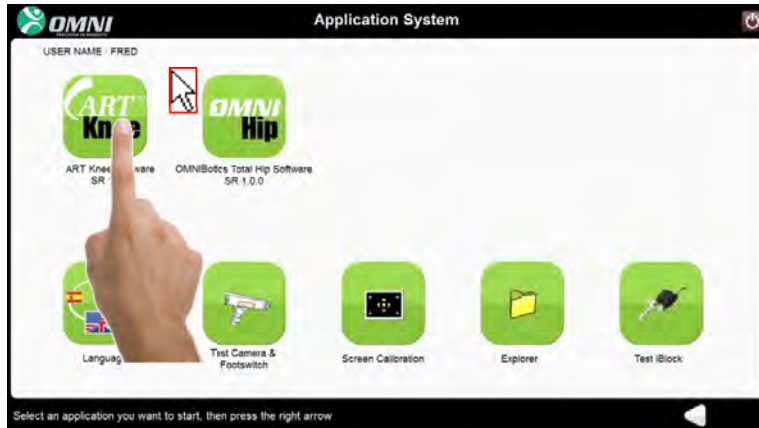 OMNI
Application System
USER NAME : FRED
ART
Knee
OMNI
Hip
ART Knee
ware
OMNIBotics Total Hip Software
SR 1
SR 1.0.0
Languag
Test Camera &
Footswitch
Screen Calibration
Explorer
Test iBlock
Select an application you want to start, then press the right arrow